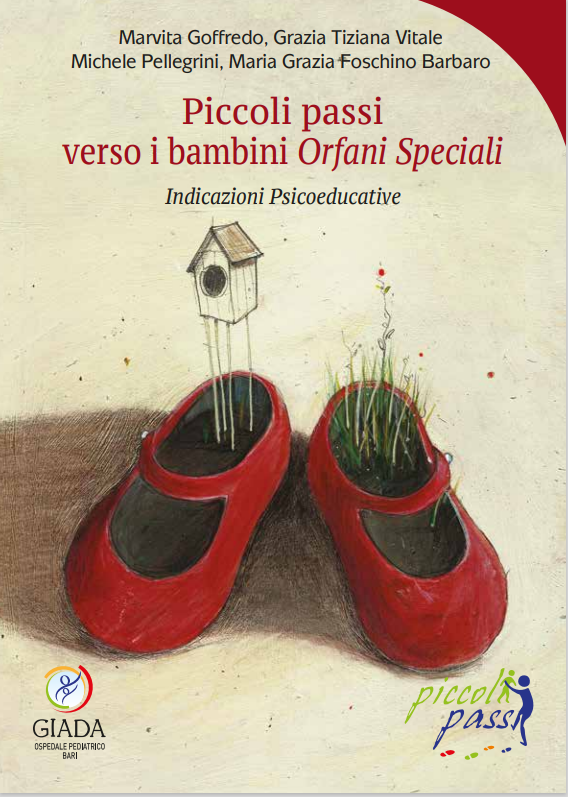 Marvita Goffredo, Grazia Tiziana Vitale
Michele Pellegrini, Maria Grazia Foschino Barbaro
Piccoli passi
verso i bambini Orfani Speciali
Indicazioni Psicoeducative
GIADA
OSPEDALE PEDIATRICO
BARI
piccoli
passi